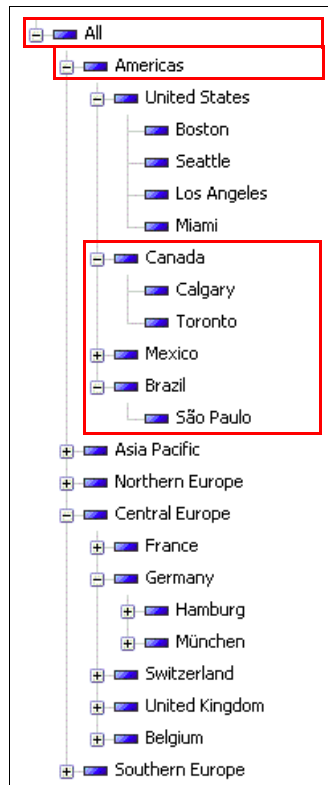 All
Americas
United States
Boston
Seattle
Los Angeles
Miami
Canada
Calgary
Toronto
Mexico
Brazil
São Paulo
Asia Pacific
Northern Europe
Central Europe
France
Germany
Hamburg
München
Switzerland
United Kingdom
Belgium
Southern Europe